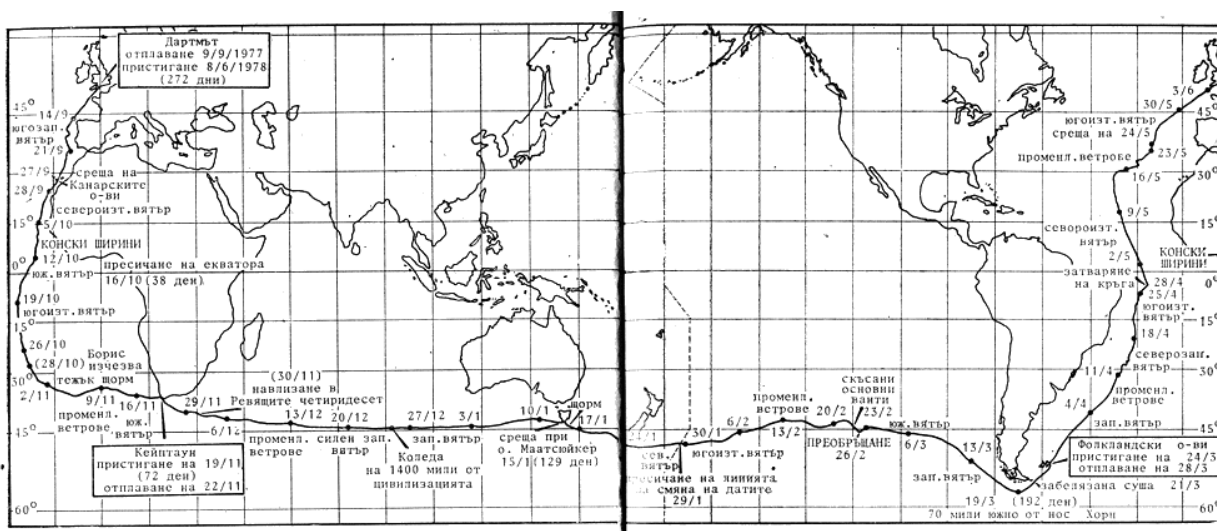 Дартмът
отплаване 9/9/1977
пристигане 8/6/1978
(272 дни)
45°
14/9
югозап.
вятър
21/9
27/9
среща на
Канарските
о-ви
28/9
североизт.вятър
15°
5/10
КОНСКИ ШИРИНИ
12/10
0°
юж.вятър
пресичане на екватора
16/10(38 ден)
19/10
югоизт.вятър
15°
26/10
(28/10)
Борис
изчезва
30°
тежък щорм
2/11
9/11
16/11
променл.
ветрове
юж.
вятър
45°
Кейптаун
пристигане на 19/11
(72 ден)
отплаване на 22/11
60°
(30/11)
навлизане в
Ревящите четиридесет
29/11
6/12
13/12
20/12
27/12
3/1
10/1
щорм
17/1
променл.
ветрове
силен зап.
вятър
зап.вятър
Коледа
на 1400 мили от
цивилизацията
среща при
о. Маатсюйкер
15/1(129 ден)
24/1
сев.
вятър
30/1
югоизт.вятър
пресичане на линията
за смяна на датите
29/1
6/2
променл.
ветрове
13/2
20/2
скъсани
основни
ванти
23/2
ПРЕОБРЪЩАНЕ
26/2
юж.вятър
6/3
13/3
зап.вятър
19/3 (192 ден)
70 мили южно от нос Хорн
забелязана суша 21/3
Фолкландски о-ви
пристигане на 24/3
отплаване на 28/3
60°
зап.вятър
4/4
променл.
ветрове
11/4
северозап.
вятър
30°
18/4
15°
югоизт.
вятър
25/4
28/4
0°
затваряне
на кръга
КОНСКИ
ШИРИНИ
2/5
североизт.
вятър
9/5
15°
16/5
30°
променл.ветрове
23/5
среща на 24/5
югоизт.вятър
45°
30/5
3/6